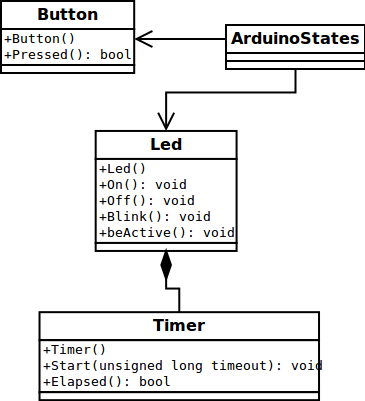 Button
+Button()
+Pressed(): bool
ArduinoStates
Led
+Led()
+On(): void
+Off(): void
+Blink(): void
+beActive(): void
Timer
+Timer()
+Start(unsigned long timeout): void
+Elapsed(): bool